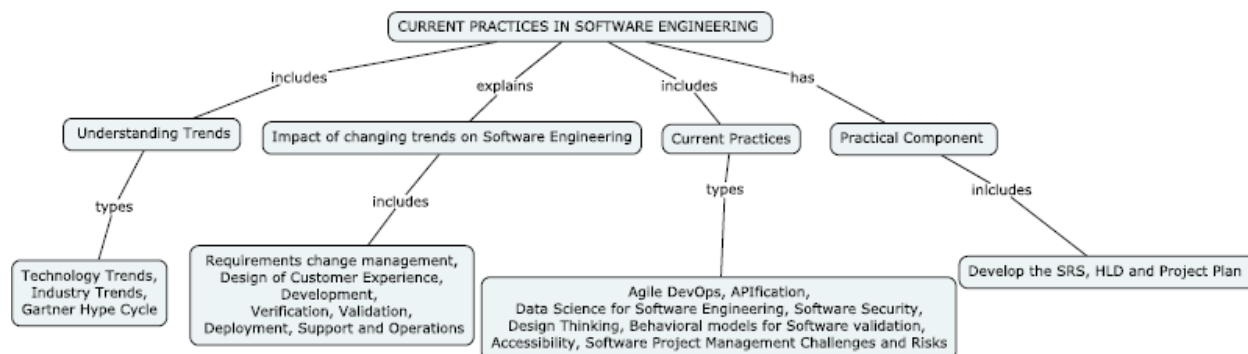 CURRENT PRACTICES IN SOFTWARE ENGINEERING
includes
explains
includes
has
Understanding Trends
Impact of changing trends on Software Engineering
Current Practices
Practical Component
types
includes
types
inlcludes
Technology Trends,
Industry Trends,
Gartner Hype Cycle
Requirements change management,
Design of Customer Experience,
Development,
Verification, Validation,
Deployment, Support and Operations
Agile DevOps, APIfication,
Data Science for Software Engineering, Software Security,
Design Thinking, Behavioral models for Software validation,
Accessibility, Software Project Management Challenges and Risks
Develop the SRS, HLD and Project Plan